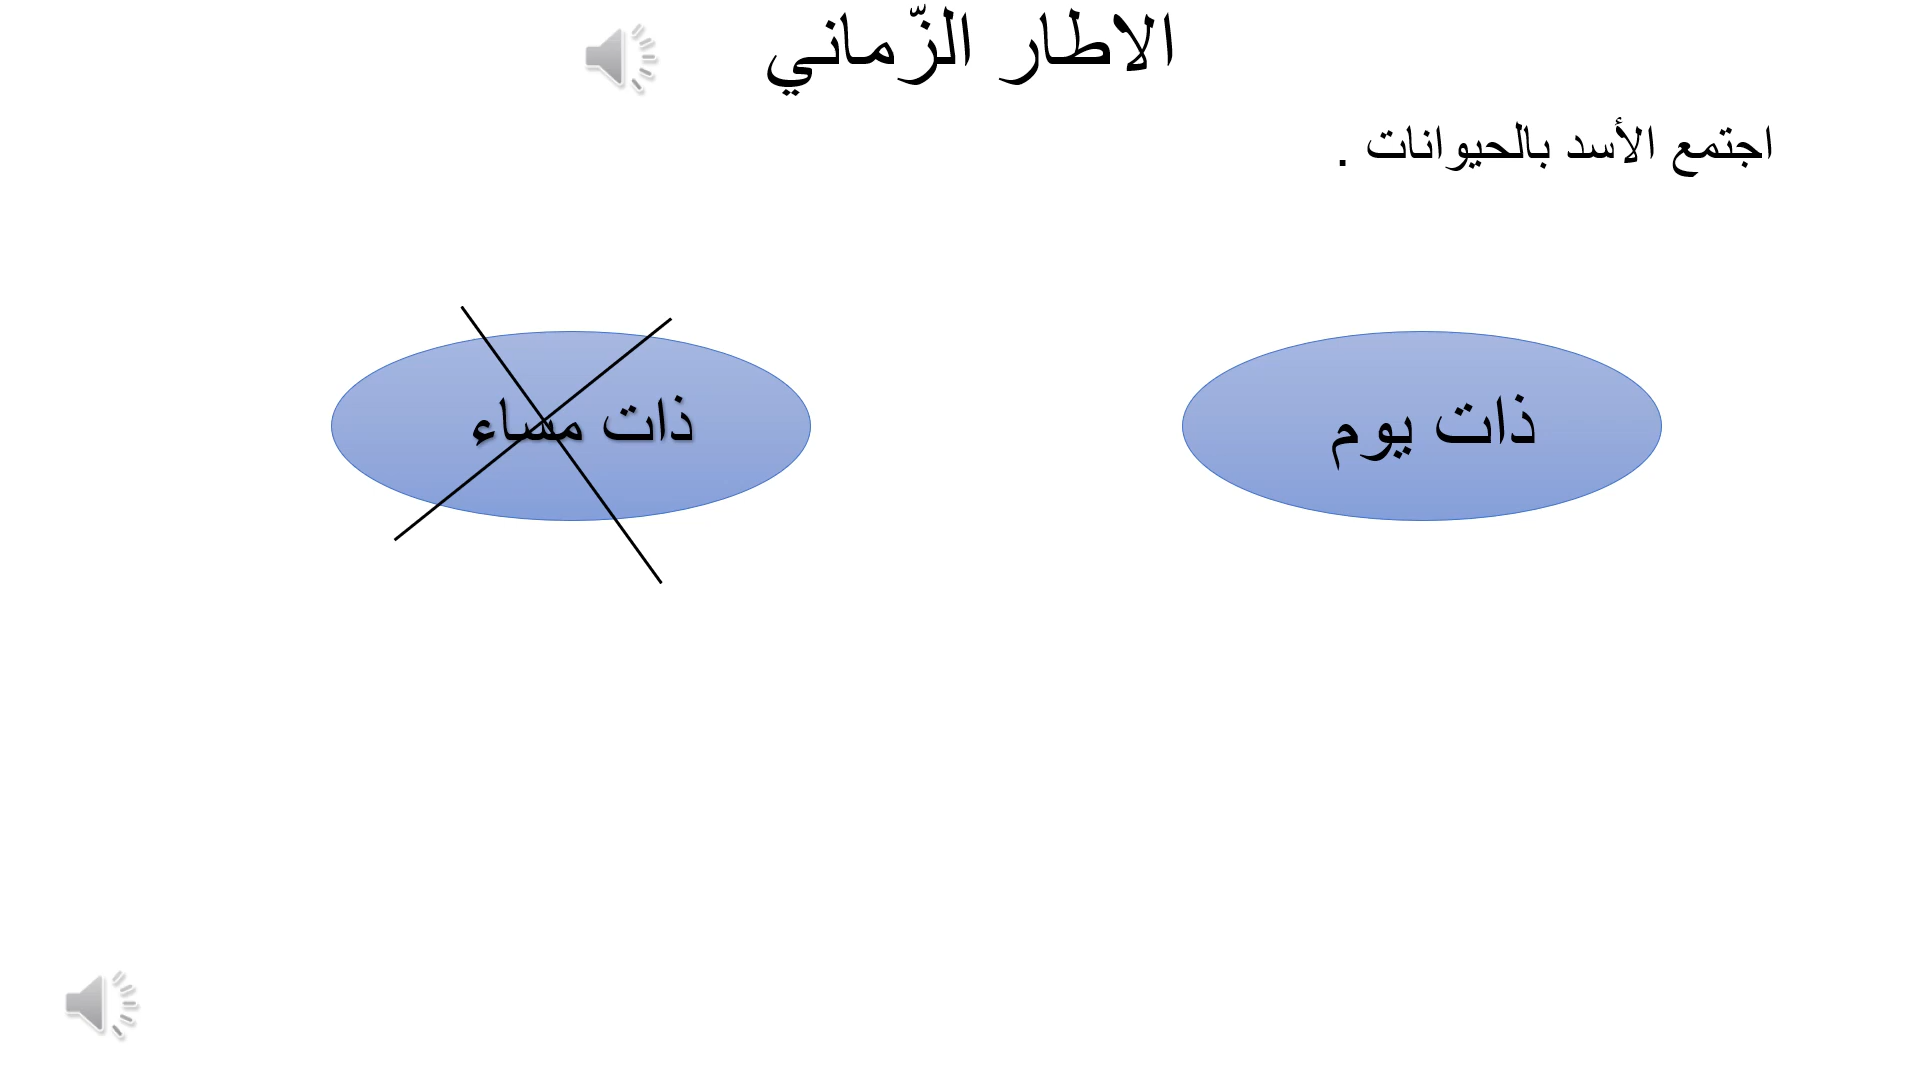 الاطار الزّماني
اجتمع الأسد بالحيوانات .
ذات يوم
ذات مساء